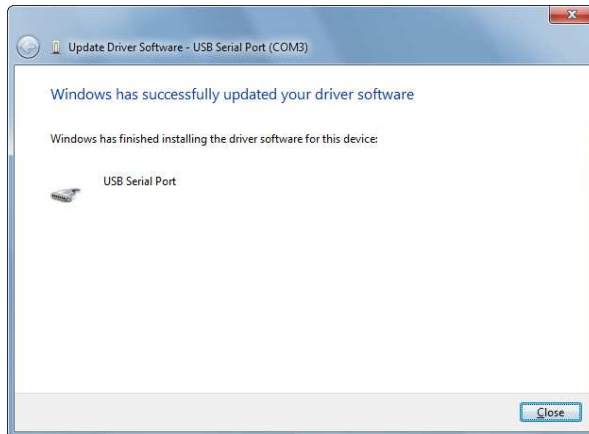 Update Driver Software - USB Serial Port (COM3)
Windows has successfully updated your driver software
Windows has finished installing the driver software for this device:
USB Serial Port
Close